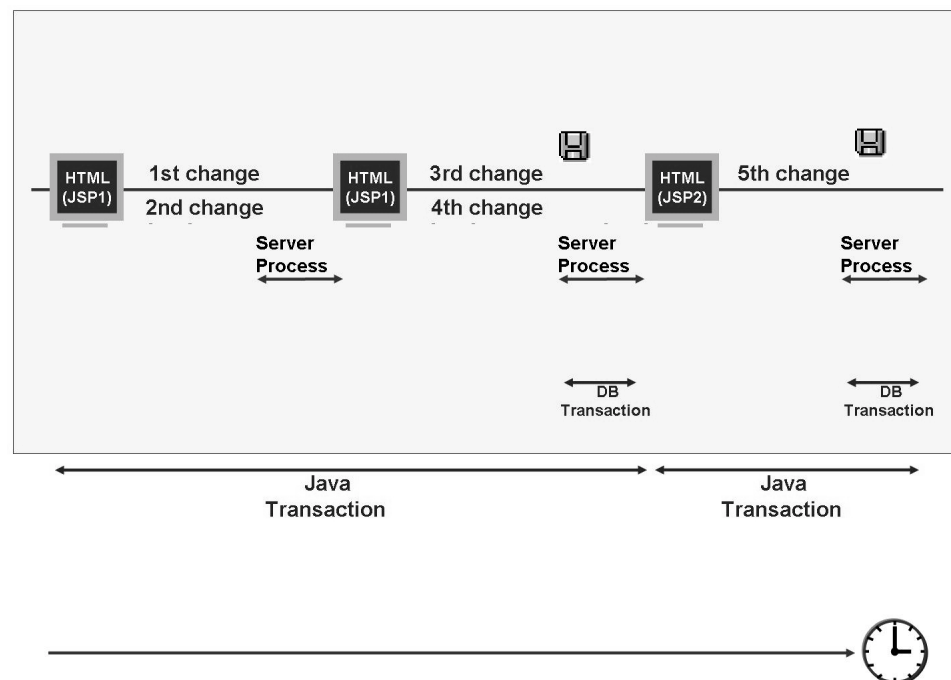 HTML
(JSP1)
1st change
2nd change
HTML
(JSP1)
3rd change
4th change
HTML
(JSP2)
5th change
Server
Process
Server
Process
Server
Process
DB
Transaction
DB
Transaction
Java
Transaction
Java
Transaction